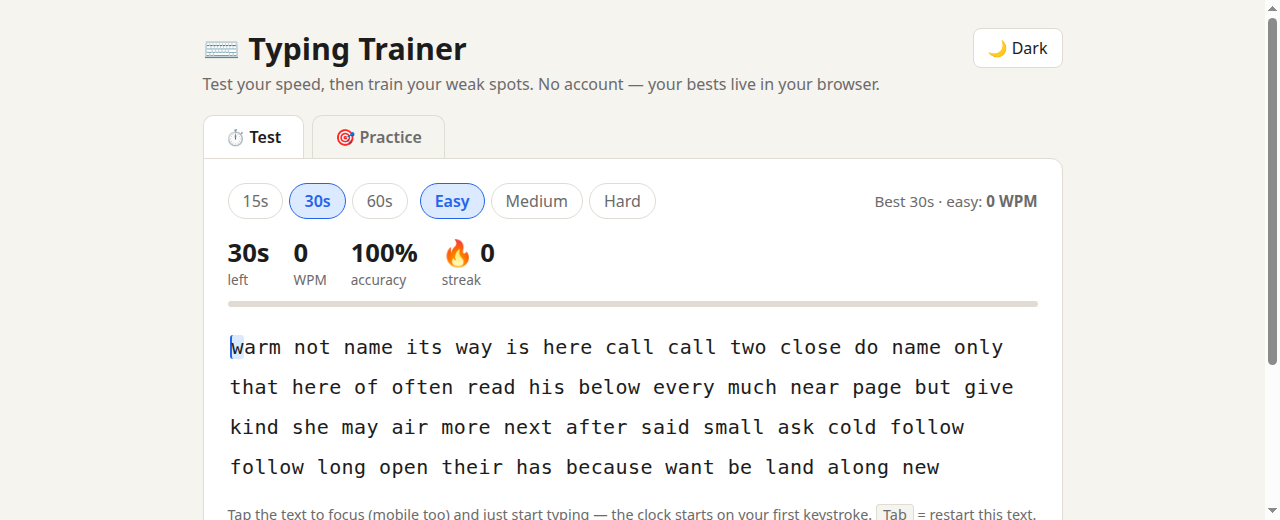 ⌨️ Typing Trainer
🌙 Dark
Test your speed, then train your weak spots. No account — your bests live in your browser.
⏱️ Test
🎯 Practice
15s 30s 60s Easy Medium Hard
Best 30s · easy: 0 WPM
30s 0 100% 🔥 0
left WPM accuracy streak
warm not name its way is here call call two close do name only
that here of often read his below every much near page but give
kind she may air more next after said small ask cold follow
follow long open their has because want be land along new
Tap the text to focus (mobile too) and just start typing — the clock starts on your first keystroke. Tab = restart this text.